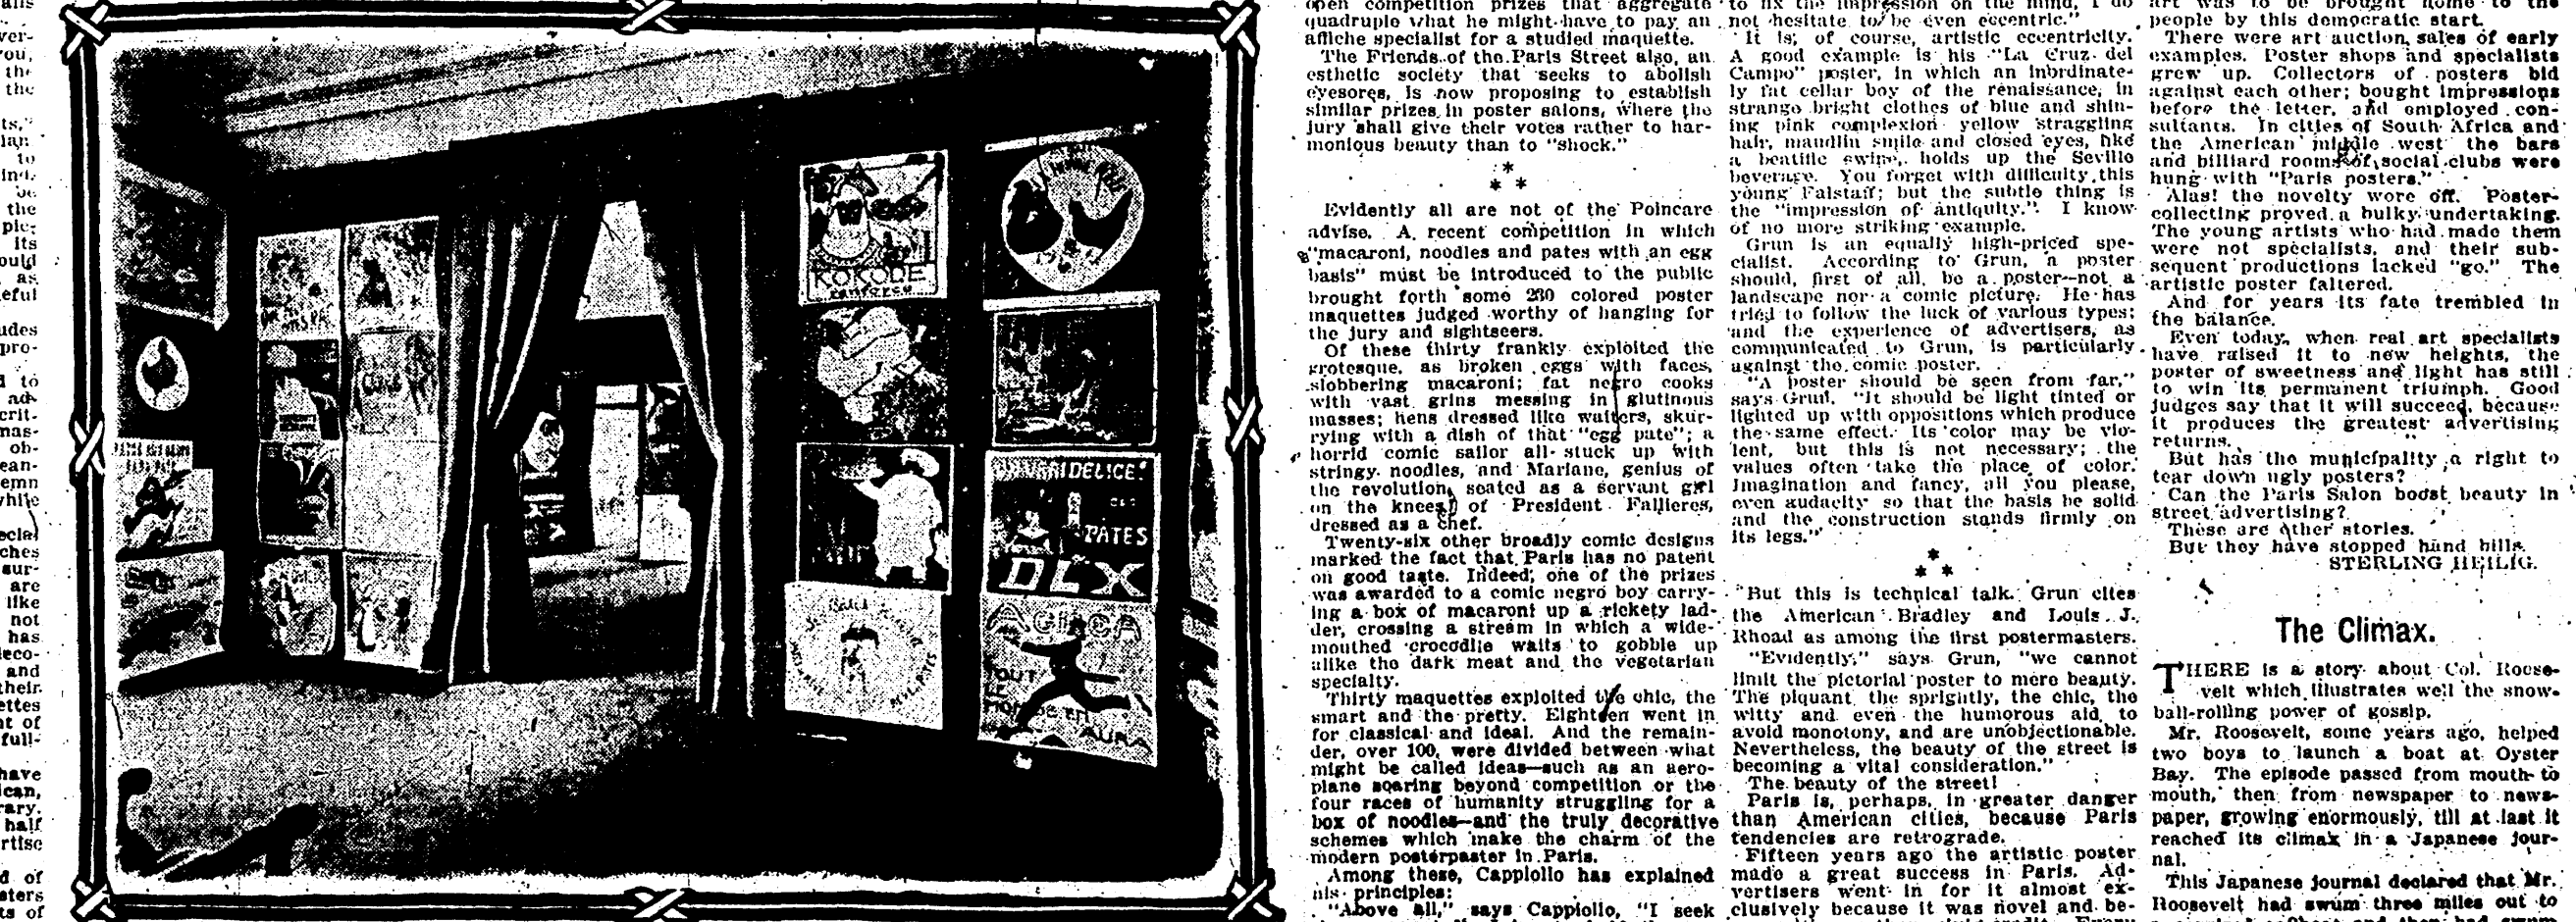 KOKODE
DELICE!
DES
PATES
DLX
TOUT
LE
open competition prizes that aggregate
quadruple what he might have to pay an
affiche specialist for a studied maquette.
The Friends of the Paris Street also, an
esthetic society that seeks to abolish
eyesores, is now proposing to establish
similar prizes in poster salons, where the
jury shall give their votes rather to har-
monious beauty than to "shock."
* * *
Evidently all are not of the Poincare
advise. A recent competition in which
"macaroni, noodles and pates with an egg
basis" must be introduced to the public
brought forth some 230 colored poster
maquettes judged worthy of hanging for
the jury and sightseers.
Of these thirty frankly exploited the
grotesque, as broken eggs with faces,
slobbering macaroni; fat negro cooks
with vast grins messing in glutinous
masses; hens dressed like waiters, skur-
rying with a dish of that "egg pate"; a
horrid comic sailor all stuck up with
stringy noodles, and Mariane, genius of
the revolution, seated as a servant girl
on the knees of President Fallieres,
dressed as a chef.
Twenty-six other broadly comic designs
marked the fact that Paris has no patent
on good taste. Indeed, one of the prizes
was awarded to a comic negro boy carry-
ing a box of macaroni up a rickety lad-
der, crossing a stream in which a wide-
mouthed crocodile waits to gobble up
alike the dark meat and the vegetarian
specialty.
Thirty maquettes exploited the chic, the
smart and the pretty. Eighteen went in
for classical and ideal. And the remain-
der, over 100, were divided between what
might be called ideas—such as an aero-
plane soaring beyond competition or the
four races of humanity struggling for a
box of noodles—and the truly decorative
schemes which make the charm of the
modern posterpaster in Paris.
Among these, Cappiollo has explained
his principles:
"Above all," says Cappiollo, "I seek
to fix the impression on the mind, I do
not hesitate to be even eccentric."
It is, of course, artistic eccentricity.
A good example is his "La Cruz del
Campo" poster, in which an inordinate-
ly fat cellar boy of the renaissance, in
strange bright clothes of blue and shin-
ing pink complexion yellow straggling
hair, maudlin smile and closed eyes, like
a beatific swipe, holds up the Seville
beverage. You forget with difficulty this
young Falstaff; but the subtle thing is
the "impression of antiquity." I know
of no more striking example.
Grun is an equally high-priced spe-
cialist. According to Grun, a poster
should, first of all, be a poster—not a
landscape nor a comic picture. He has
tried to follow the luck of various types;
and the experience of advertisers, as
communicated to Grun, is particularly
against the comic poster.
"A poster should be seen from far,"
says Grun. "It should be light tinted or
lighted up with oppositions which produce
the same effect. Its color may be vio-
lent, but this is not necessary; the
values often take the place of color.
Imagination and fancy, all you please,
even audacity so that the basis be solid
and the construction stands firmly on
its legs."
* * *
"But this is technical talk. Grun cites
the American Bradley and Louis J.
Rhoad as among the first postermasters.
"Evidently," says Grun, "we cannot
limit the pictorial poster to mere beauty.
The piquant, the sprightly, the chic, the
witty and even the humorous aid to
avoid monotony, and are unobjectionable.
Nevertheless, the beauty of the street is
becoming a vital consideration."
The beauty of the street!
Paris is, perhaps, in greater danger
than American cities, because Paris
tendencies are retrograde.
Fifteen years ago the artistic poster
made a great success in Paris. Ad-
vertisers went in for it almost ex-
clusively because it was novel and be-
art was to be brought home to the
people by this democratic start.
There were art auction sales of early
examples. Poster shops and specialists
grew up. Collectors of posters bid
against each other; bought impressions
before the letter, and employed con-
sultants. In cities of South Africa and
the American middle west the bars
and billiard rooms of social clubs were
hung with "Paris posters."
Alas! the novelty wore off. Poster-
collecting proved a bulky undertaking.
The young artists who had made them
were not specialists, and their sub-
sequent productions lacked "go." The
artistic poster faltered.
And for years its fate trembled in
the balance.
Even today, when real art specialists
have raised it to new heights, the
poster of sweetness and light has still
to win its permanent triumph. Good
judges say that it will succeed, because
it produces the greatest advertising
returns.
But has the municipality a right to
tear down ugly posters?
Can the Paris Salon boost beauty in
street advertising?
These are other stories.
But they have stopped hand bills.
STERLING HEILIG.
The Climax.
THERE is a story about Col. Roose-
velt which illustrates well the snow-
ball-rolling power of gossip.
Mr. Roosevelt, some years ago, helped
two boys to launch a boat at Oyster
Bay. The episode passed from mouth to
mouth, then from newspaper to news-
paper, growing enormously, till at last it
reached its climax in a Japanese jour-
nal.
This Japanese journal declared that Mr.
Roosevelt had swum three miles out to